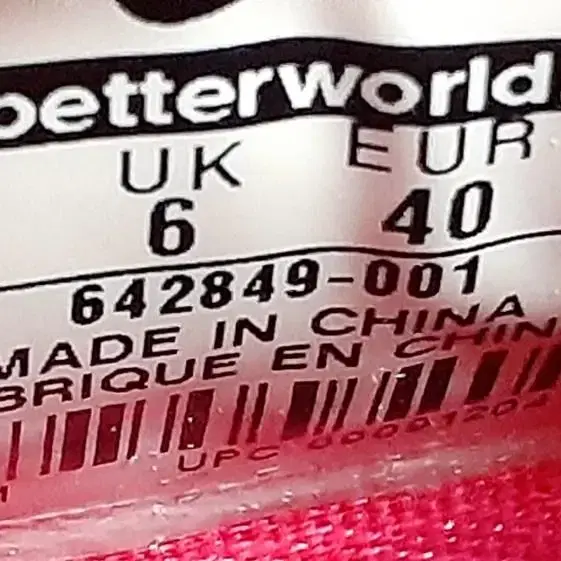 betterworld
UK EUR
6 40
642849-001
MADE IN CHINA
BRIQUE EN CHIN
UPC